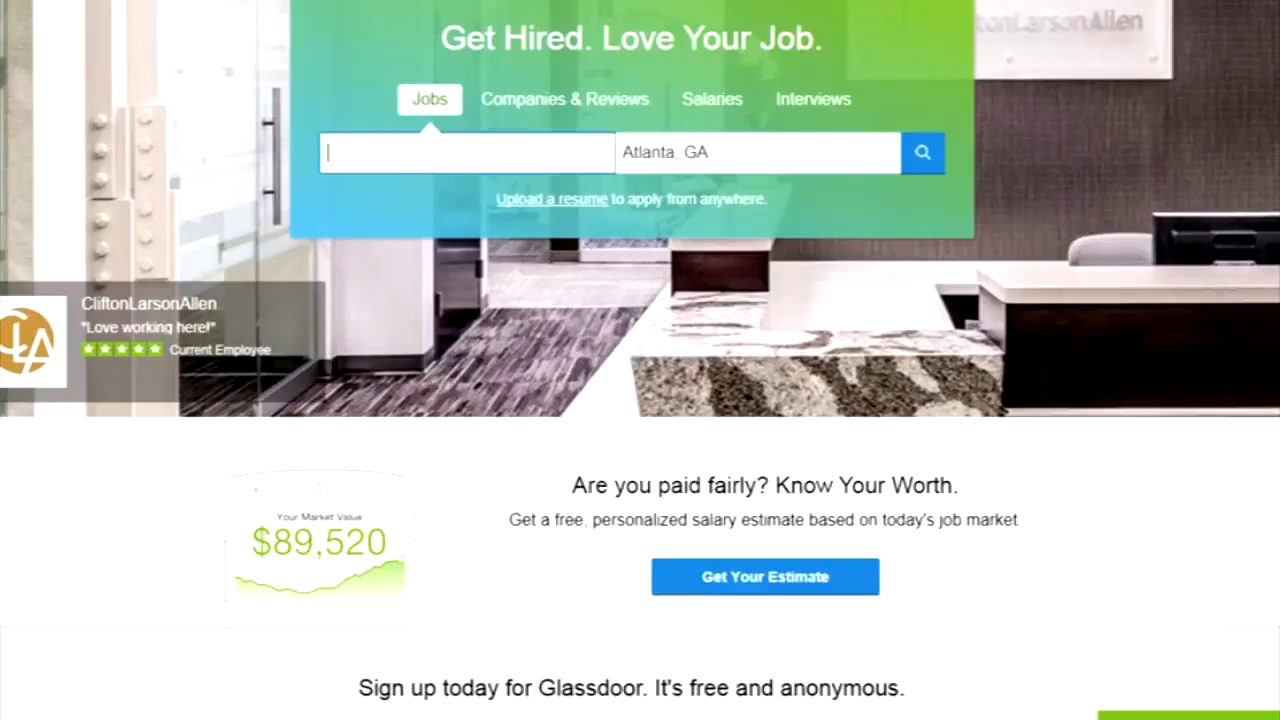 tonLarsonAllen
Get Hired. Love Your Job.
Jobs Companies & Reviews Salaries Interviews
Atlanta, GA
Upload a resume to apply from anywhere.
CliftonLarsonAllen
"Love working here!"
Current Employee
CLA
Your Market Value
$89,520
Are you paid fairly? Know Your Worth.
Get a free, personalized salary estimate based on today's job market
Get Your Estimate
Sign up today for Glassdoor. It's free and anonymous.